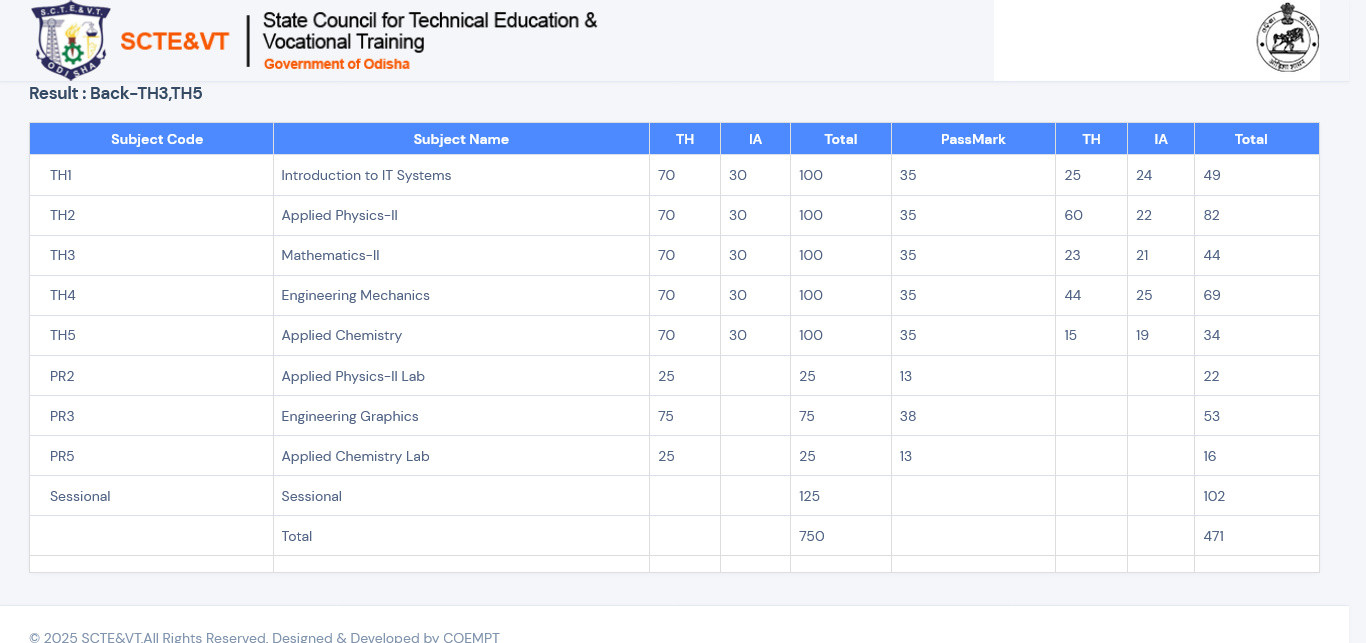 S.C.T.E.&V.T.
ODISHA
SCTE&VT
State Council for Technical Education &
Vocational Training
Government of Odisha
Result : Back-TH3,TH5
Subject Code Subject Name TH IA Total PassMark TH IA Total
TH1 Introduction to IT Systems 70 30 100 35 25 24 49
TH2 Applied Physics-II 70 30 100 35 60 22 82
TH3 Mathematics-II 70 30 100 35 23 21 44
TH4 Engineering Mechanics 70 30 100 35 44 25 69
TH5 Applied Chemistry 70 30 100 35 15 19 34
PR2 Applied Physics-II Lab 25 25 13 22
PR3 Engineering Graphics 75 75 38 53
PR5 Applied Chemistry Lab 25 25 13 16
Sessional Sessional 125 102
Total 750 471
© 2025 SCTE&VT.All Rights Reserved. Designed & Developed by COEMPT